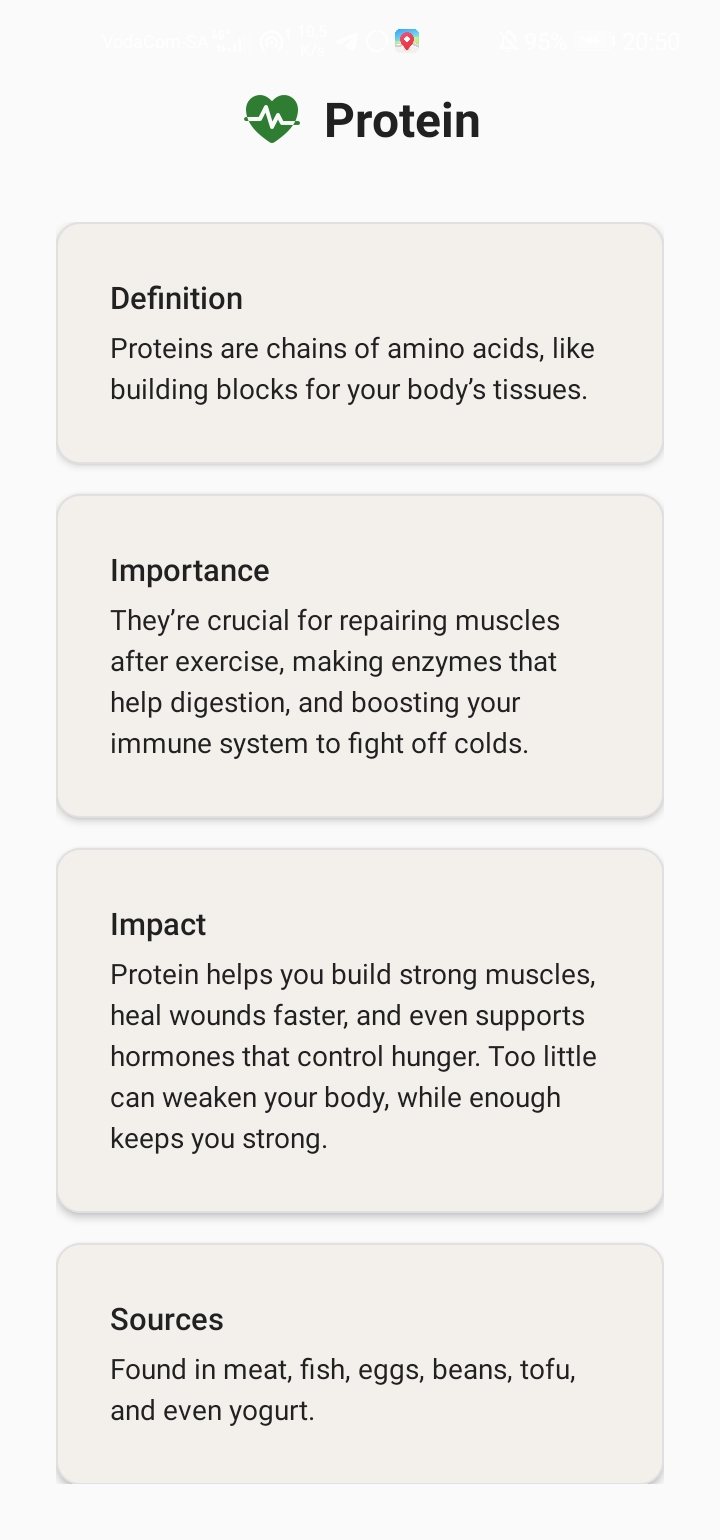 VodaCom SA
95% 20:50
Protein
Definition
Proteins are chains of amino acids, like
building blocks for your body’s tissues.
Importance
They’re crucial for repairing muscles
after exercise, making enzymes that
help digestion, and boosting your
immune system to fight off colds.
Impact
Protein helps you build strong muscles,
heal wounds faster, and even supports
hormones that control hunger. Too little
can weaken your body, while enough
keeps you strong.
Sources
Found in meat, fish, eggs, beans, tofu,
and even yogurt.